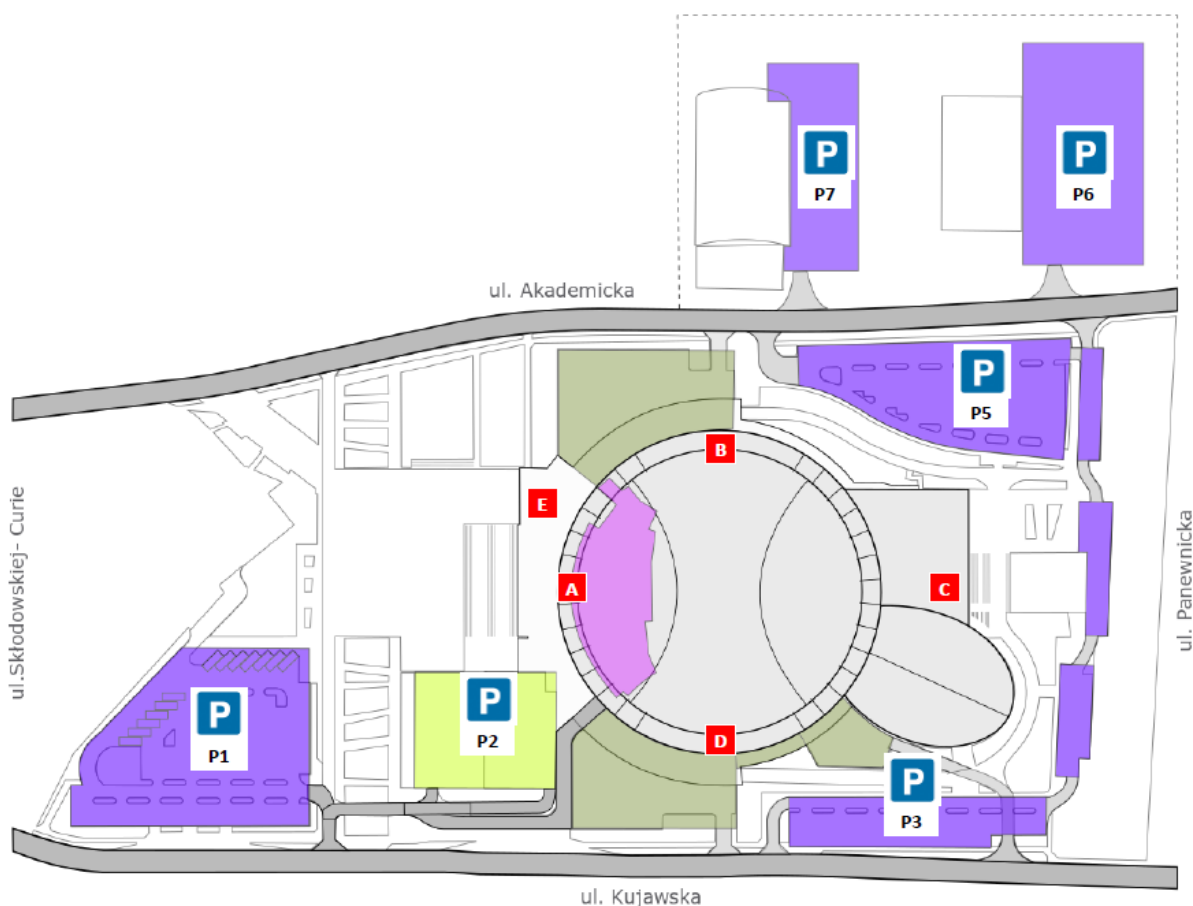 P
P6
P
P7
ul. Akademicka
P
P5
B
E
ul.Skłodowskiej- Curie
ul. Panewnicka
A
C
P
P1
P
P2
D
P
P3
ul. Kujawska